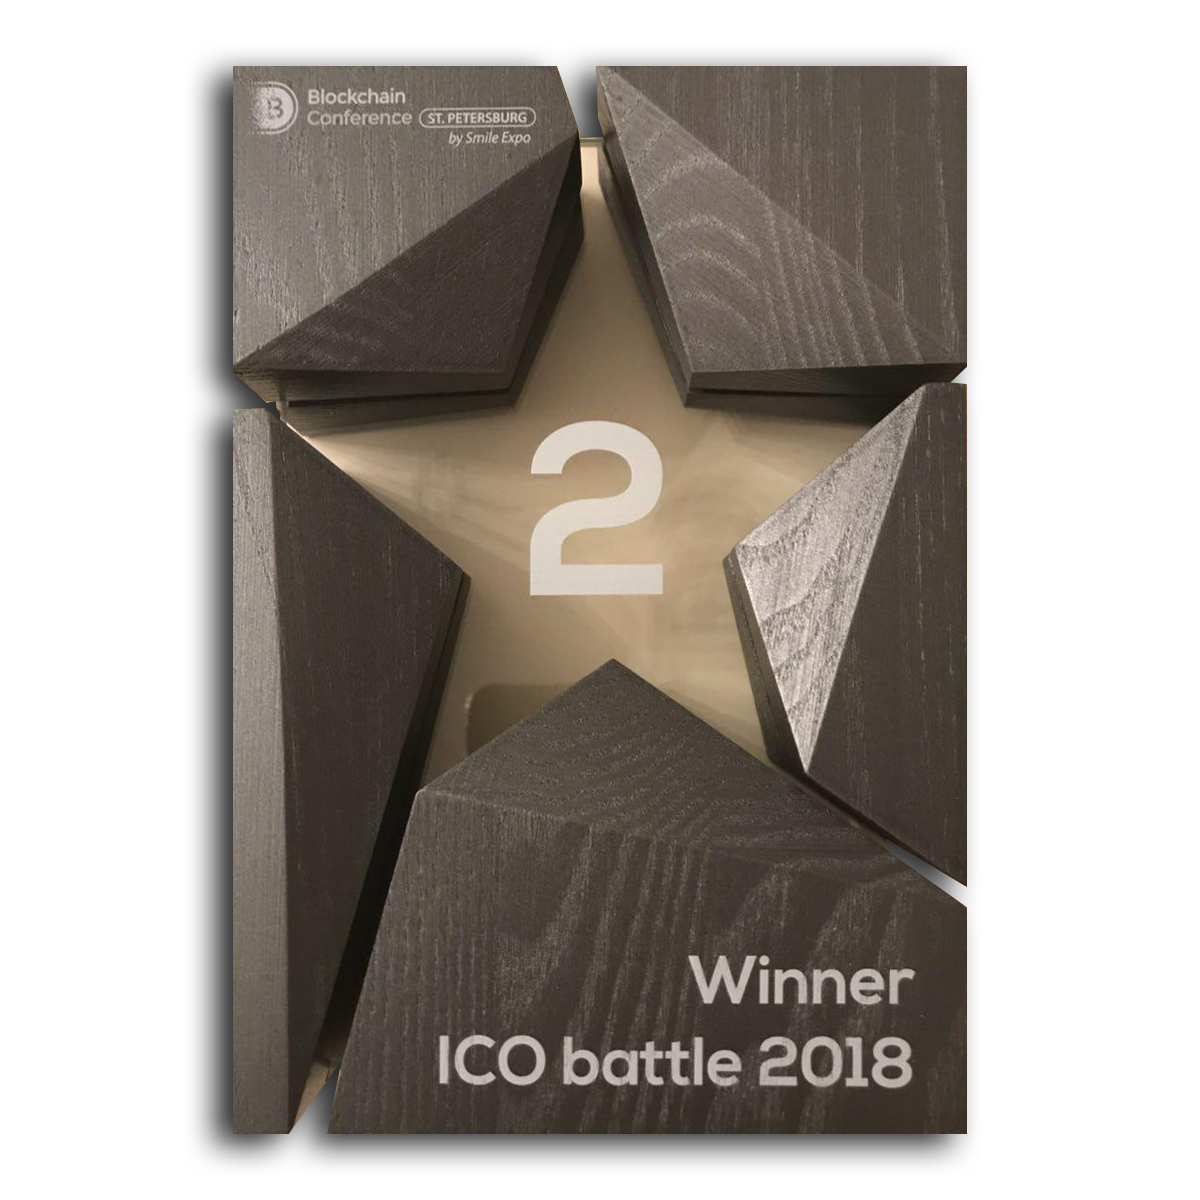 B
Blockchain
Conference ST. PETERSBURG
by Smile Expo
2
Winner
ICO battle 2018